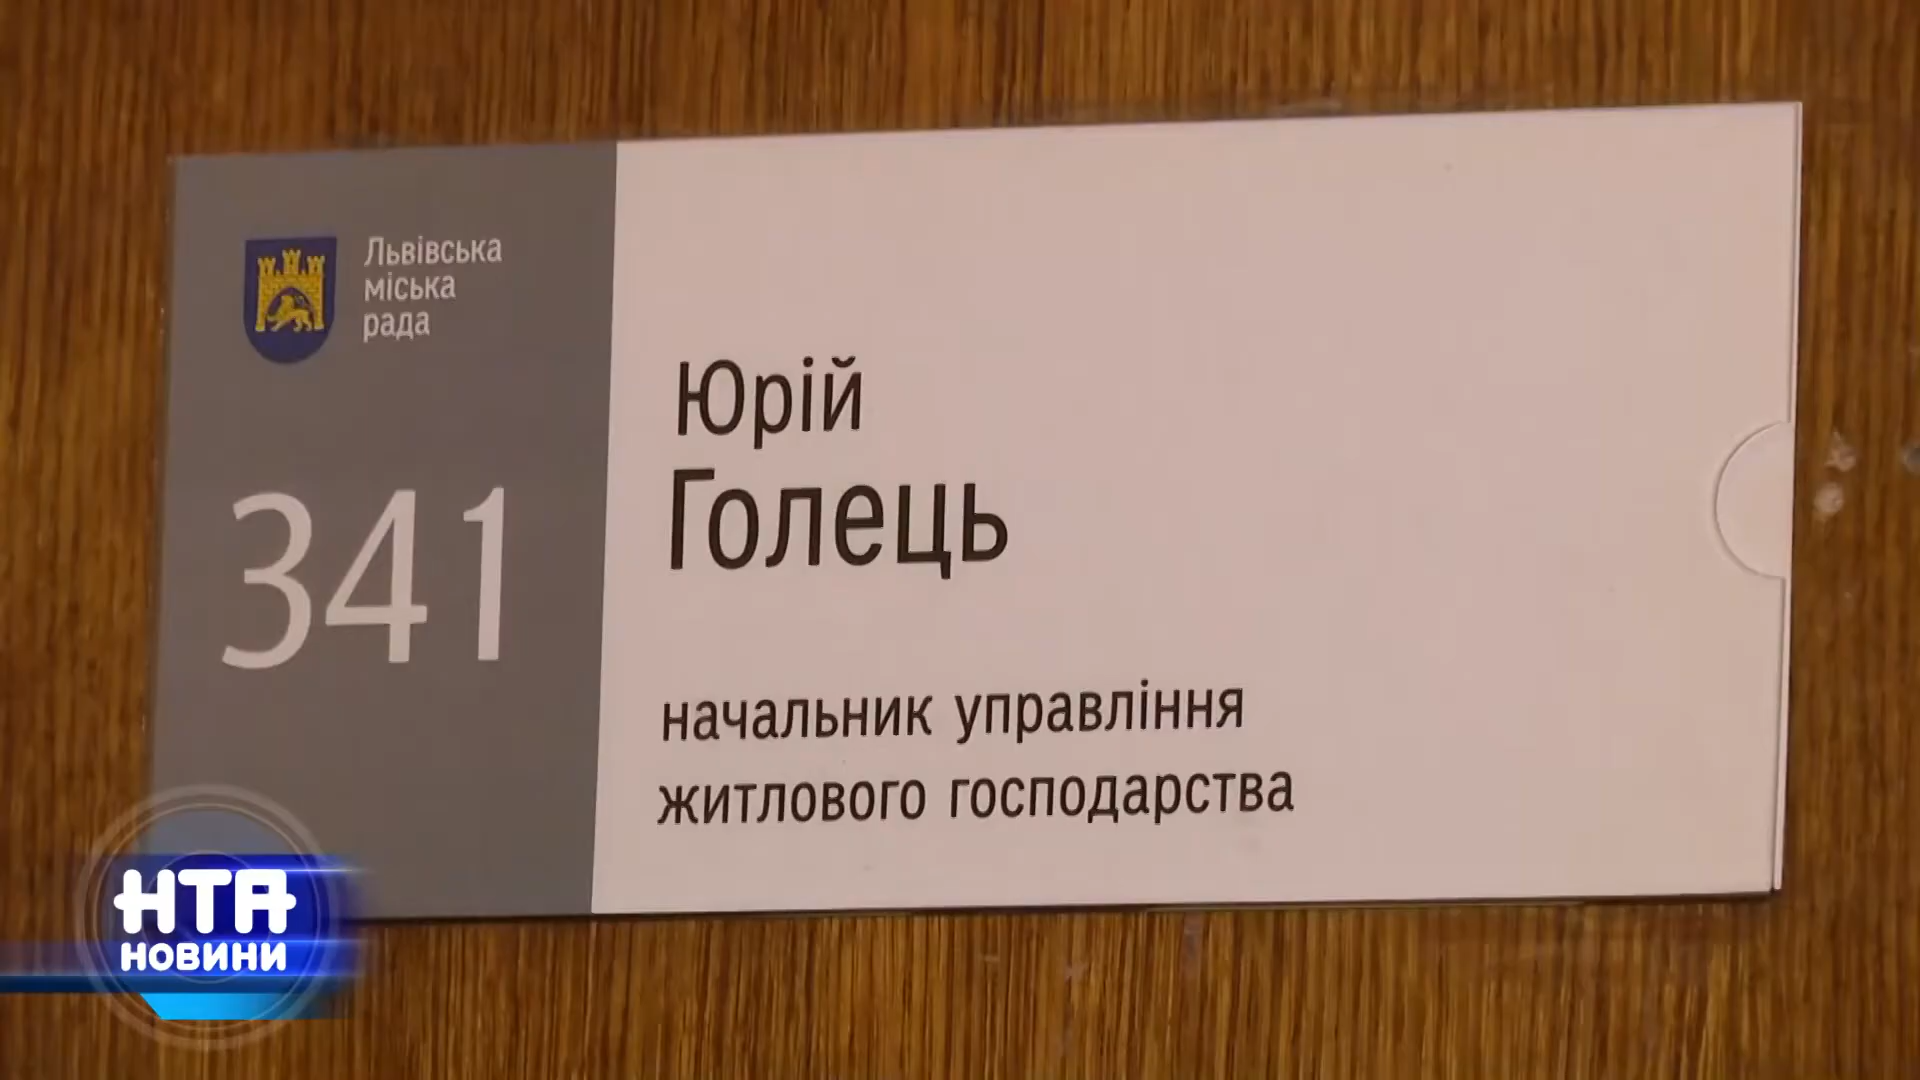 Львівська
міська
рада
341
Юрій
Голець
начальник управління
житлового господарства
НТА
НОВИНИ